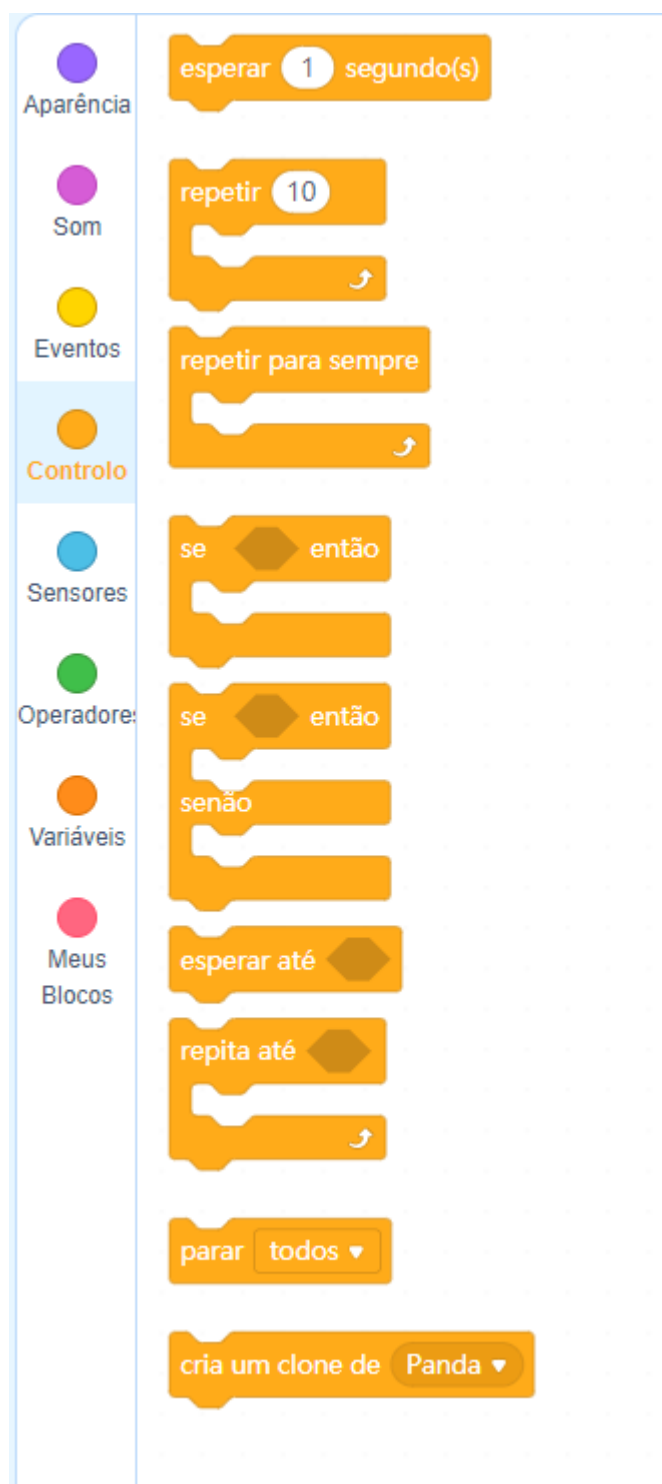 Aparência
Som
Eventos
Controlo
Sensores
Operadores
Variáveis
Meus
Blocos
esperar 1 segundo(s)
repetir 10
repetir para sempre
se então
se então
senão
esperar até
repita até
parar todos
cria um clone de Panda